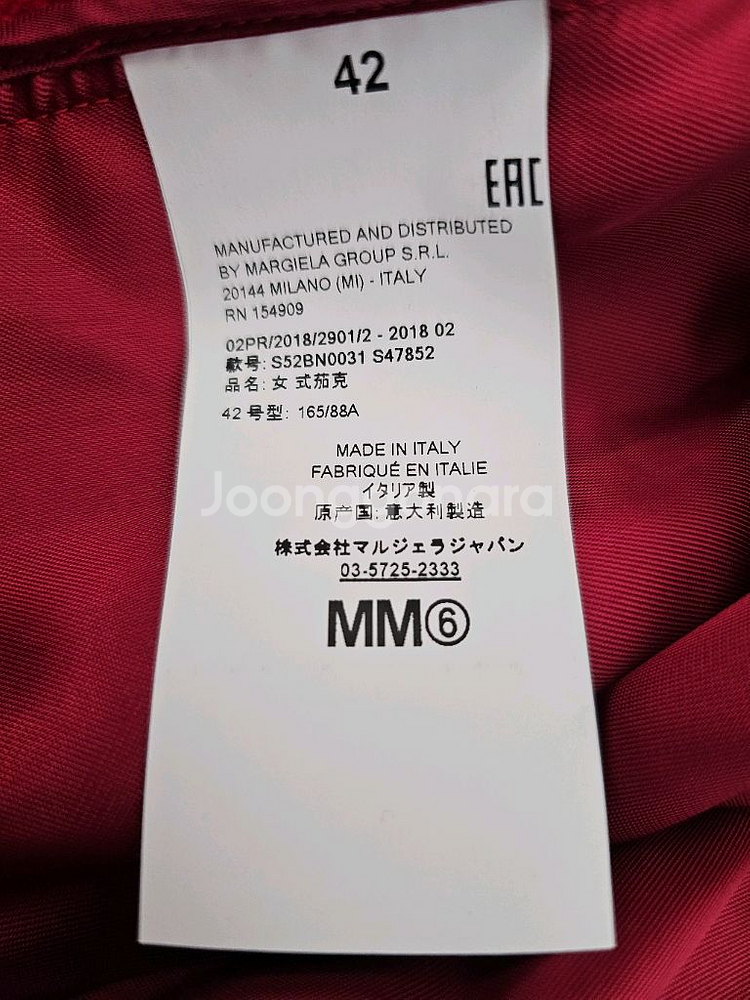 42
EAC
MANUFACTURED AND DISTRIBUTED
BY MARGIELA GROUP S.R.L.
20144 MILANO (MI) - ITALY
RN 154909
02PR/2018/2901/2 - 2018 02
款号: S52BN0031 S47852
品名: 女 式茄克
42 号型: 165/88A
MADE IN ITALY
FABRIQUÉ EN ITALIE
イタリア製
原产国: 意大利製造
Joonggonara
株式会社マルジェラジャパン
03-5725-2333
MM⑥